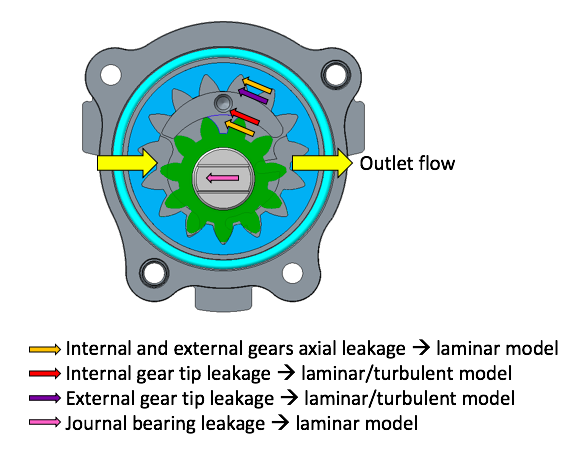 Outlet flow
Internal and external gears axial leakage → laminar model
Internal gear tip leakage → laminar/turbulent model
External gear tip leakage → laminar/turbulent model
Journal bearing leakage → laminar model